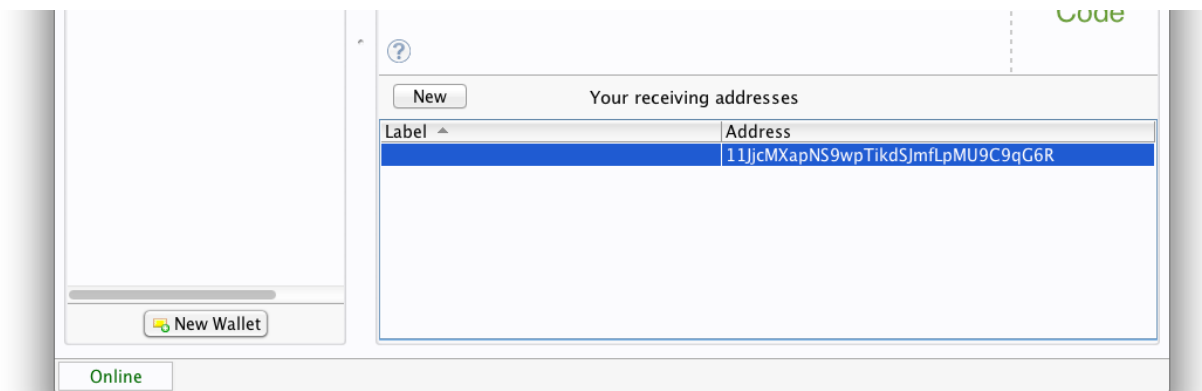 Code
New
Your receiving addresses
Label
Address
11JjcMXapNS9wpTikdSJmfLpMU9C9qG6R
New Wallet
Online